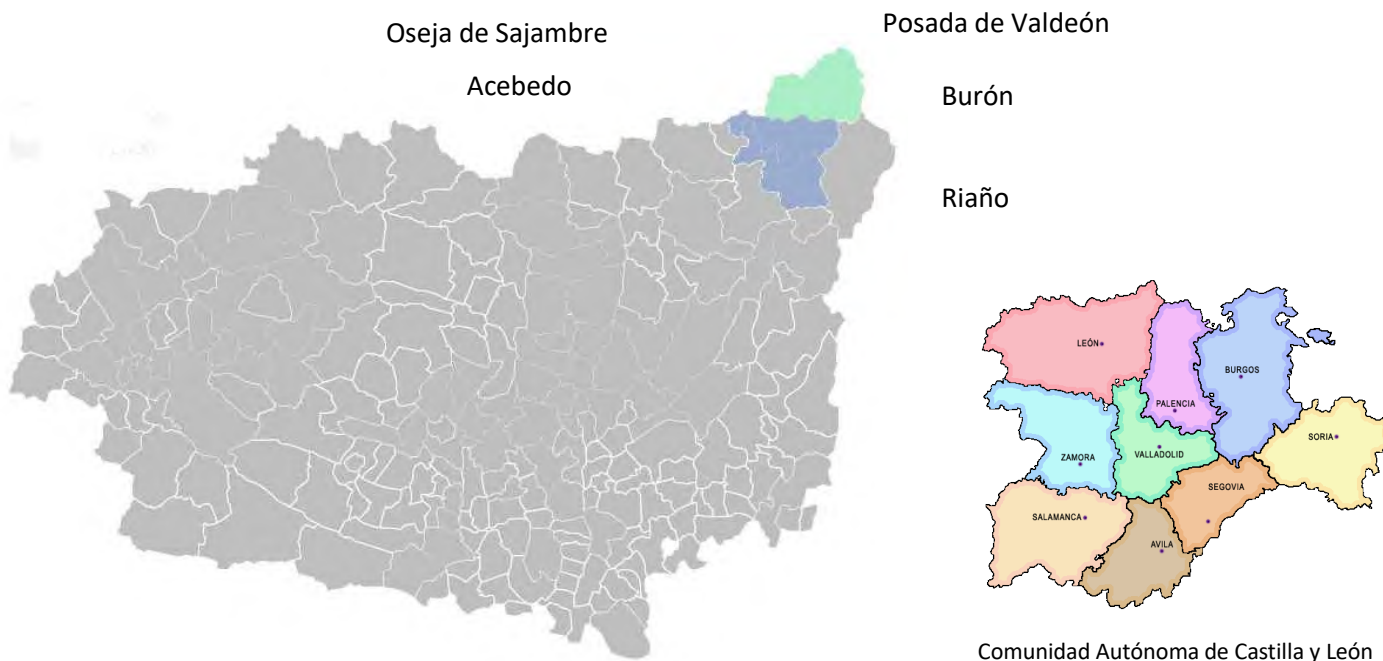 Oseja de Sajambre
Posada de Valdeón
Acebedo
Burón
Riaño
LEÓN
BURGOS
PALENCIA
SORIA
VALLADOLID
ZAMORA
SEGOVIA
SALAMANCA
AVILA
Comunidad Autónoma de Castilla y León